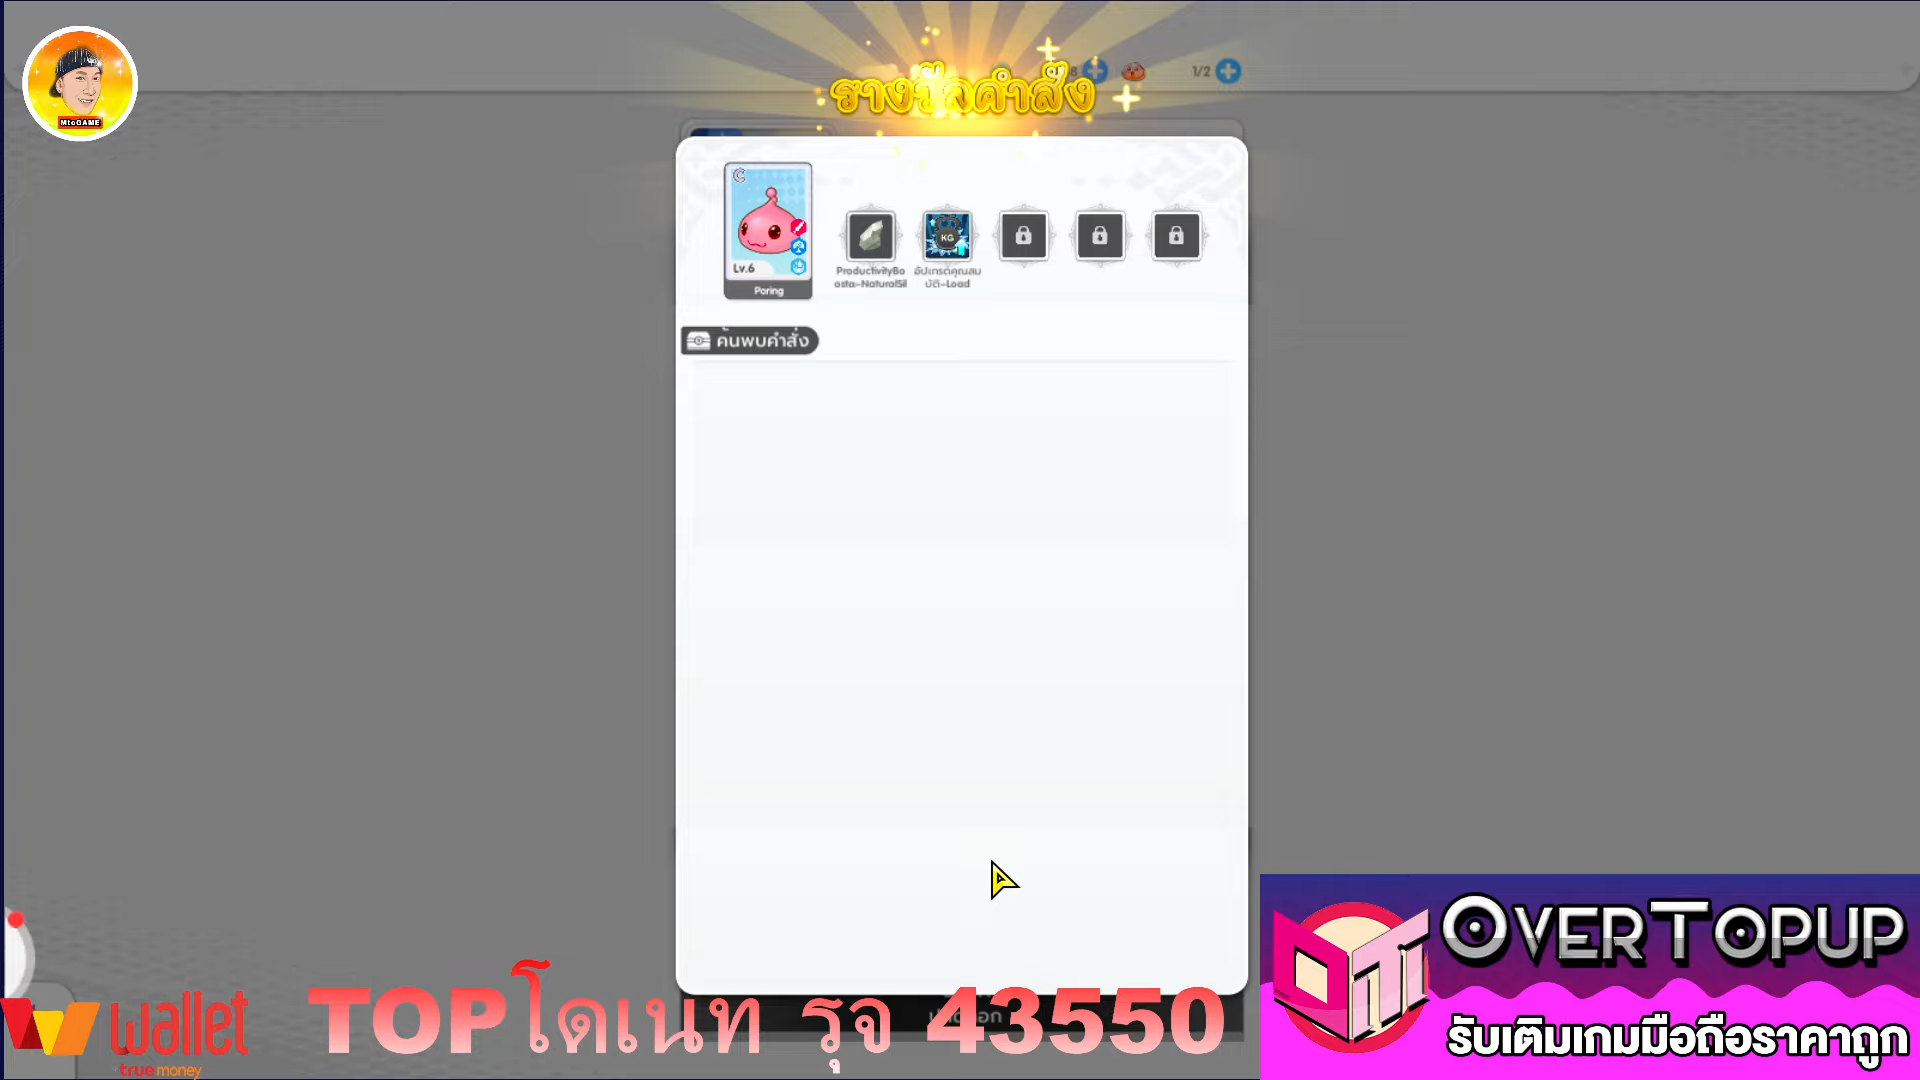 MtoGAME
รางวัลคำสั่ง
1/2
C
Lv.6
Poring
ProductivityBo
osta-NaturalSil
อัปเกรดคุณสม
บัติ-Load
KG
ค้นพบคำสั่ง
wallet
truemoney
TOPโดเนท รุจ 43550
OVERTOPUP
รับเติมเกมมือถือราคาถูก